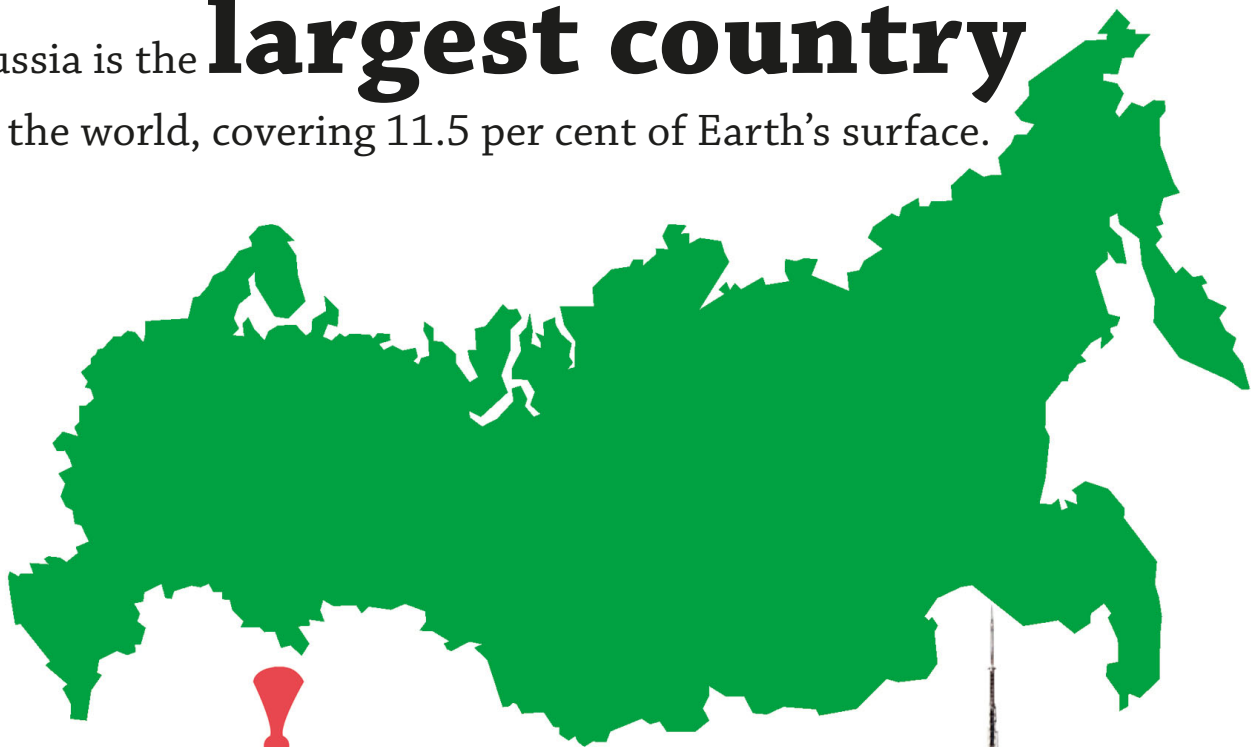 ussia is the largest country
the world, covering 11.5 per cent of Earth’s surface.